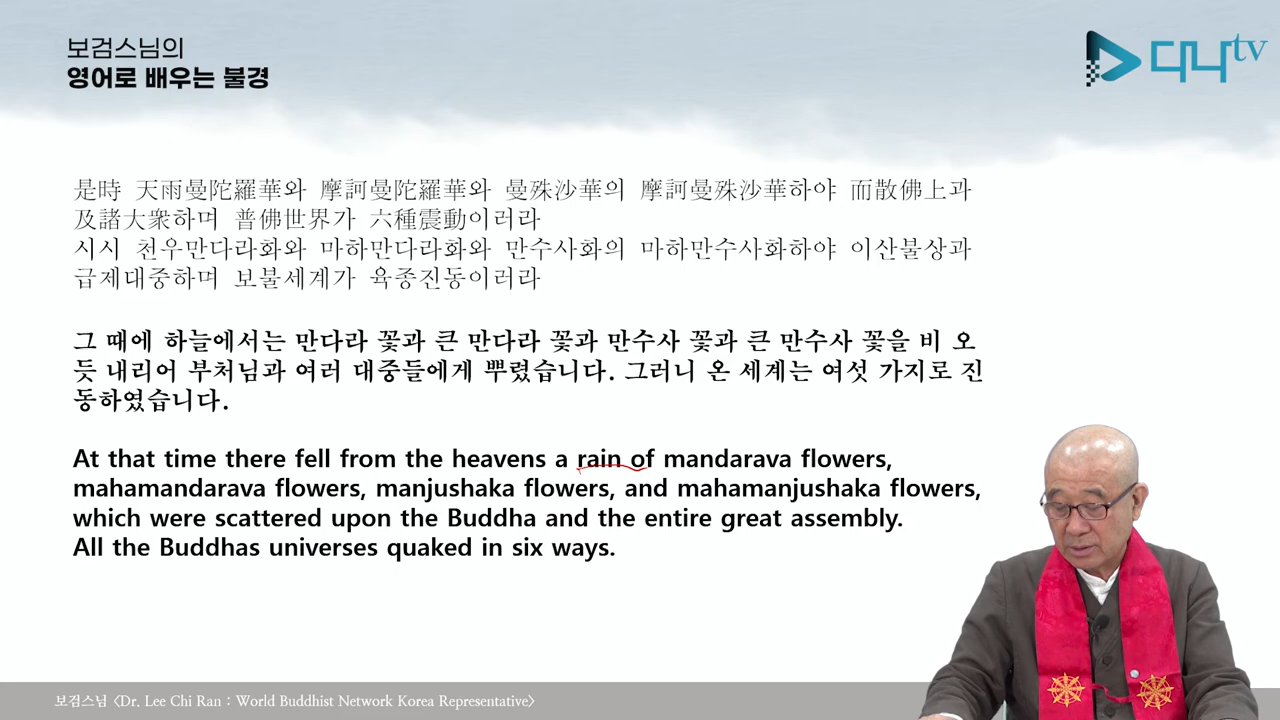 보검스님의
영어로 배우는 불경
다나tv
是時 天雨曼陀羅華와 摩訶曼陀羅華와 曼殊沙華의 摩訶曼殊沙華하야 而散佛上과
及諸大衆하며 普佛世界가 六種震動이러라
시시 천우만다라화와 마하만다라화와 만수사화의 마하만수사화하야 이산불상과
급제대중하며 보불세계가 육종진동이러라
그 때에 하늘에서는 만다라 꽃과 큰 만다라 꽃과 만수사 꽃과 큰 만수사 꽃을 비 오
듯 내리어 부처님과 여러 대중들에게 뿌렸습니다. 그러니 온 세계는 여섯 가지로 진
동하였습니다.
At that time there fell from the heavens a rain of mandarava flowers,
mahamandarava flowers, manjushaka flowers, and mahamanjushaka flowers,
which were scattered upon the Buddha and the entire great assembly.
All the Buddhas universes quaked in six ways.
보검스님 〈Dr. Lee Chi Ran : World Buddhist Network Korea Representative〉